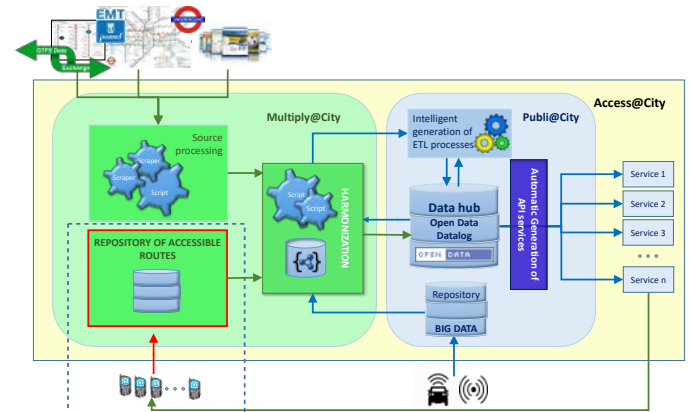 EMT
UNDERGROUND
GTFS Data
Exchange
Access@City
Multiply@City
Publi@City
Source
processing
Scraper
Scraper
Script
Intelligent
generation of
ETL processes
Script
Script
HARMONIZATION
Data hub
Open Data
Datalog
OPEN DATA
Automatic Generation of
API services
Service 1
Service 2
Service 3
Service n
REPOSITORY OF ACCESSIBLE
ROUTES
{ }
Repository
BIG DATA